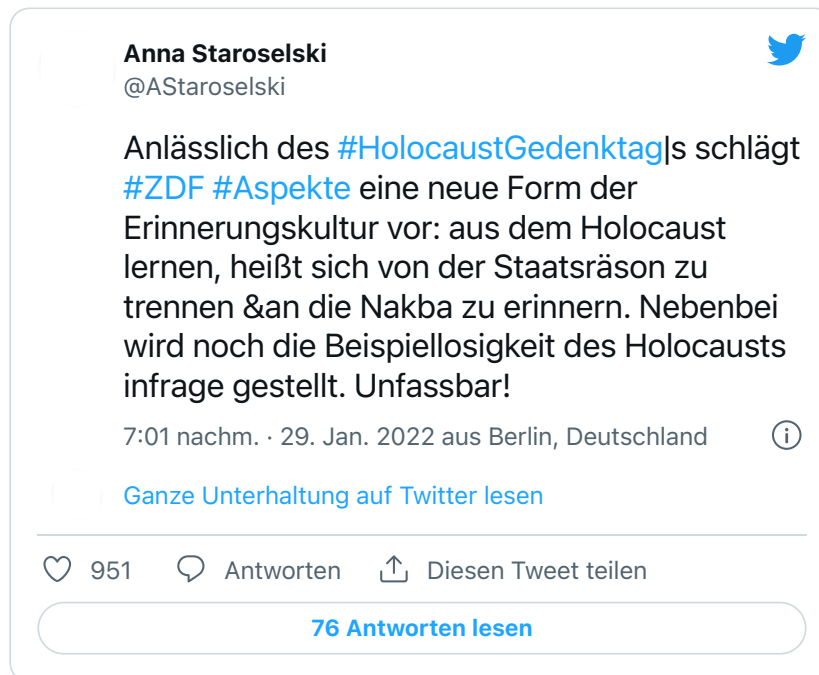 Anna Staroselski
@AStaroselski
Anlässlich des #HolocaustGedenktag|s schlägt
#ZDF #Aspekte eine neue Form der
Erinnerungskultur vor: aus dem Holocaust
lernen, heißt sich von der Staatsräson zu
trennen &an die Nakba zu erinnern. Nebenbei
wird noch die Beispiellosigkeit des Holocausts
infrage gestellt. Unfassbar!
7:01 nachm. · 29. Jan. 2022 aus Berlin, Deutschland
Ganze Unterhaltung auf Twitter lesen
951 Antworten Diesen Tweet teilen
76 Antworten lesen